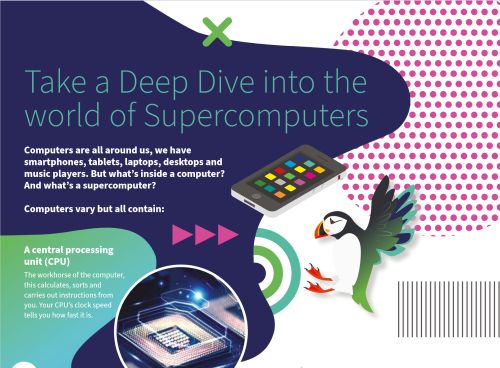 Take a Deep Dive into the
world of Supercomputers
Computers are all around us, we have
smartphones, tablets, laptops, desktops and
music players. But what's inside a computer?
And what's a supercomputer?
Computers vary but all contain:
A central processing
unit (CPU)
The workhorse of the computer,
this calculates, sorts and
carries out instructions from
you. Your CPU's clock speed
tells you how fast it is.